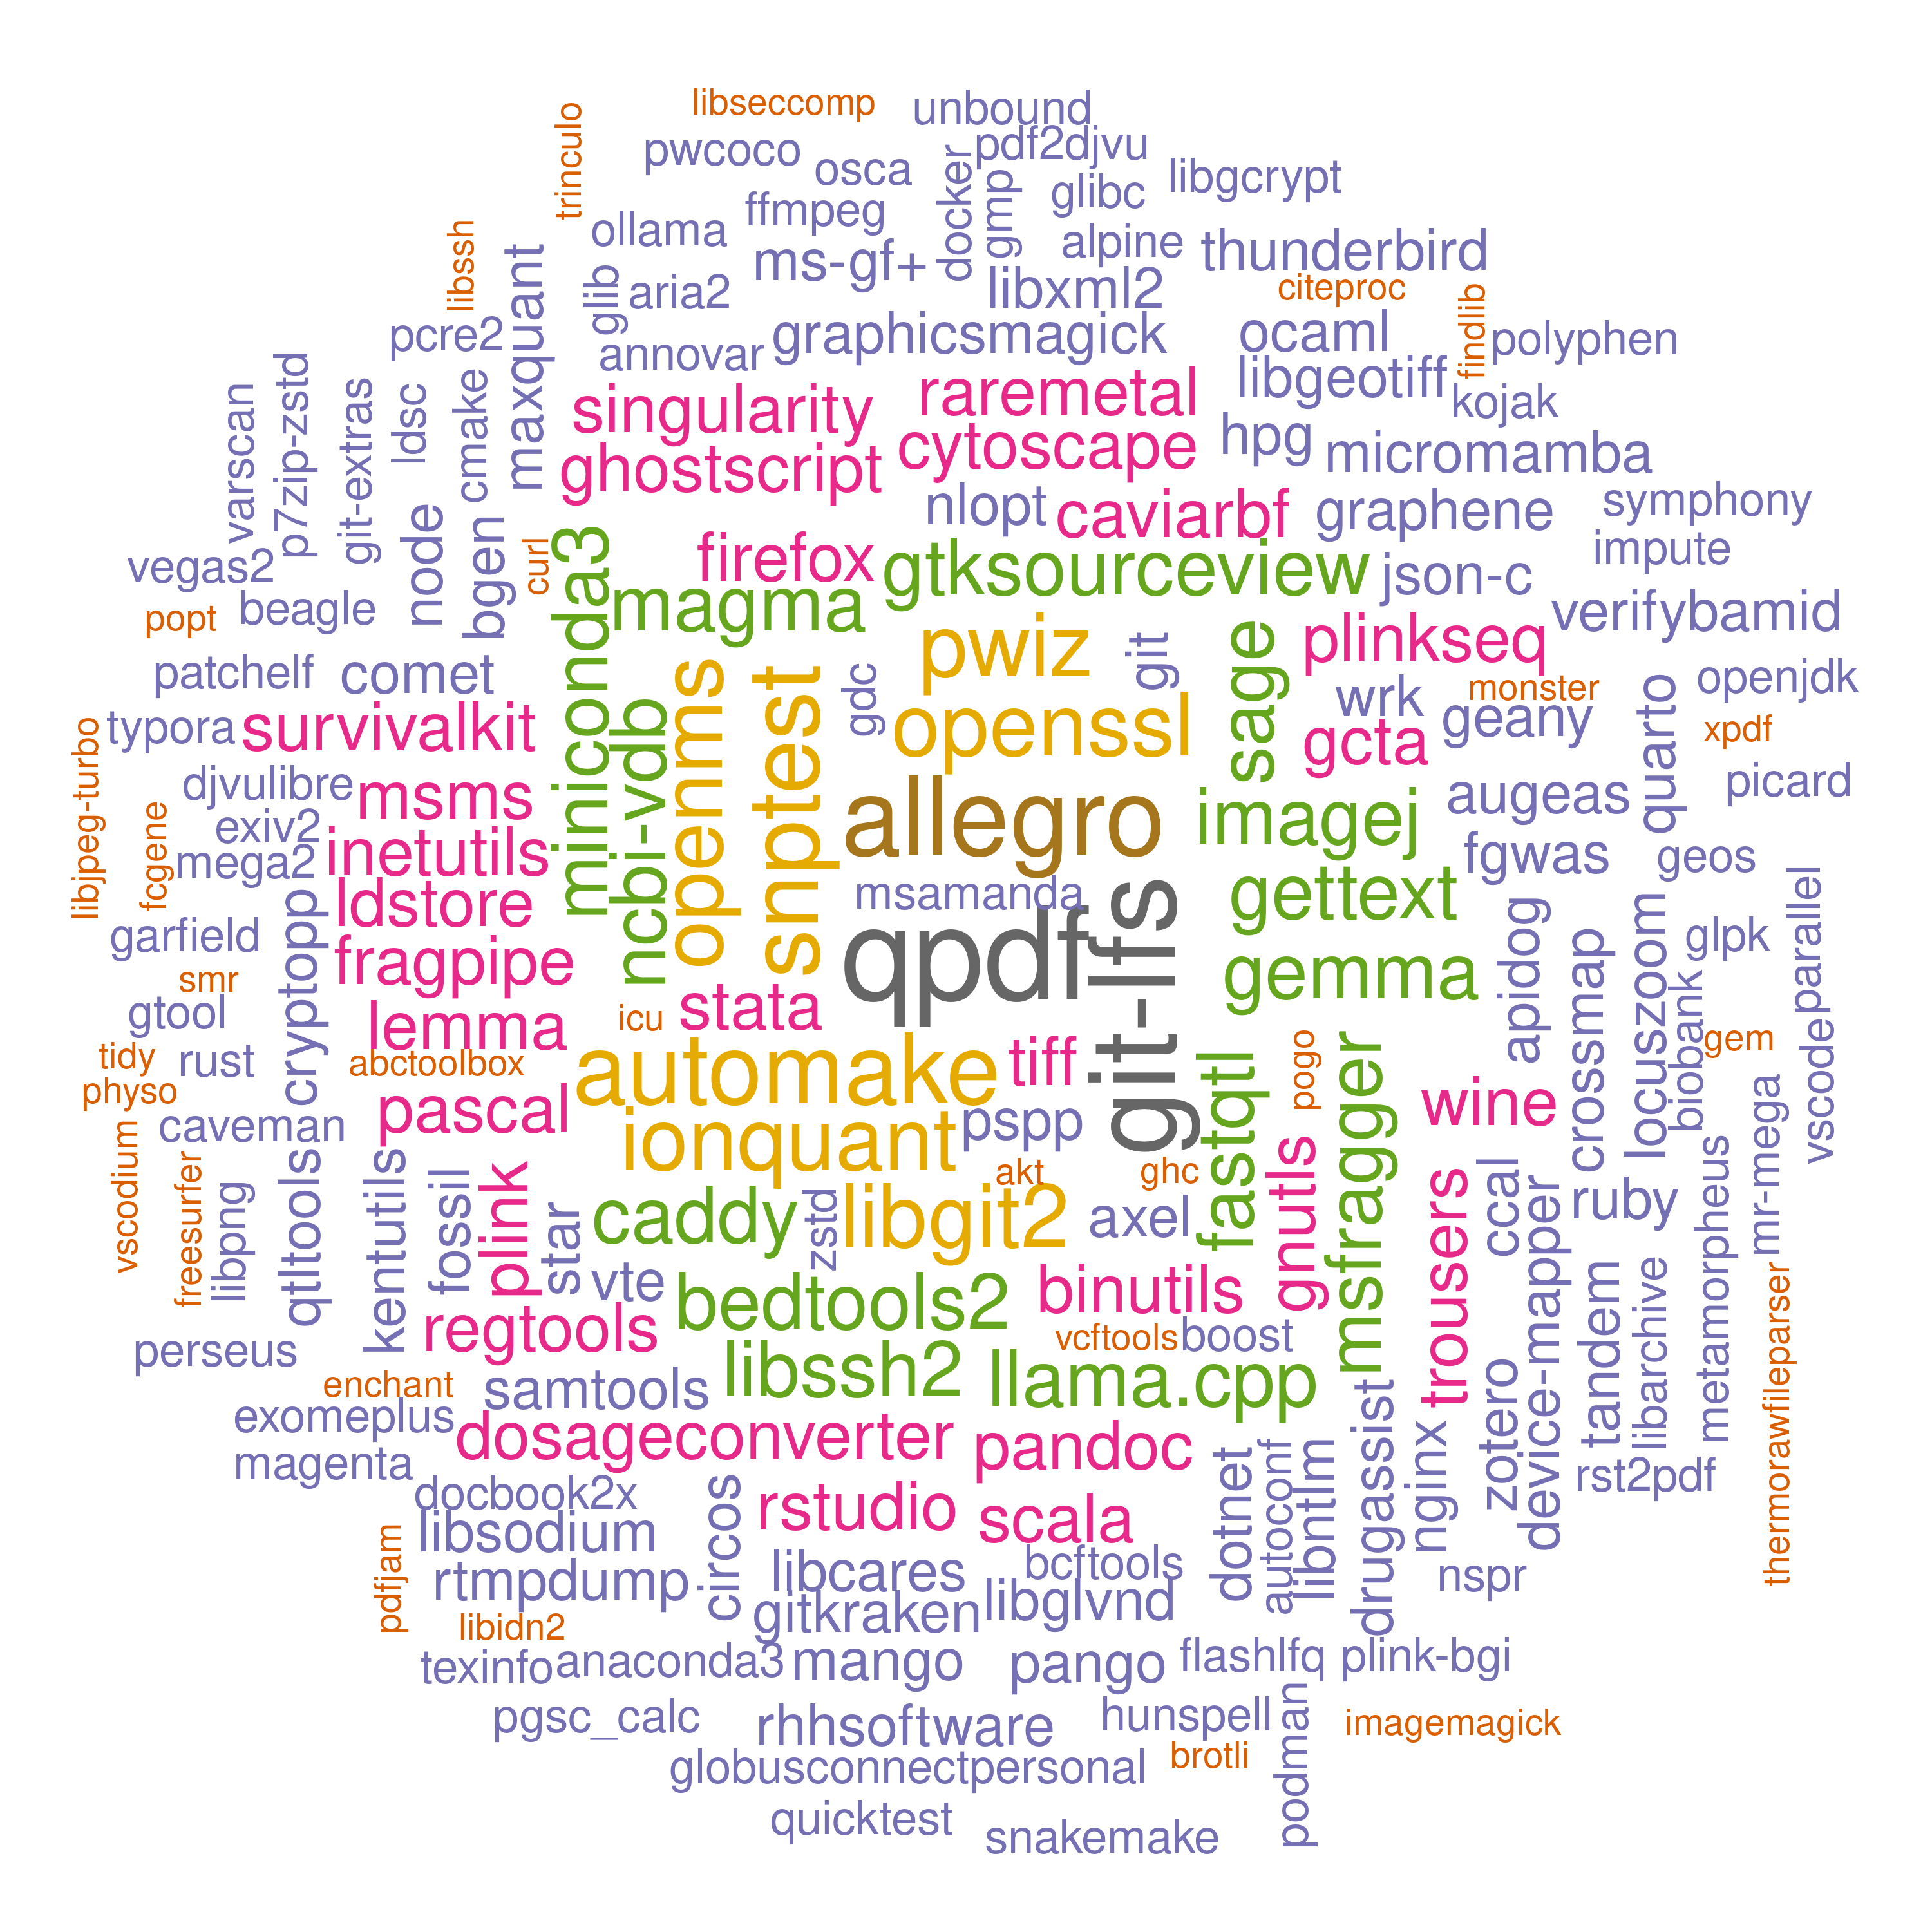 libseccomp
unbound
trinculo
pwcoco
osca
docker
pdf2djvu
gmp
glibc
libgcrypt
ffmpeg
ollama
libssh
maxquant
ms-gf+
alpine
thunderbird
glib
aria2
libxml2
citeproc
findlib
pcre2
annovar
graphicsmagick
ocaml
polyphen
varscan
p7zip-zstd
git-extras
ldsc
cmake
singularity
raremetal
libgeotiff
kojak
ghostscript
cytoscape
hpg
micromamba
node
bgen
curl
nlopt
caviarbf
graphene
symphony
vegas2
miniconda3
firefox
gtksourceview
json-c
impute
popt
beagle
magma
sage
plinkseq
verifybamid
patchelf
comet
ncbi-vdb
openms
snptest
gdc
pwiz
git
wrk
monster
quarto
openjdk
libjpeg-turbo
typora
survivalkit
openssl
gcta
geany
xpdf
djvulibre
msms
allegro
imagej
augeas
picard
fcgene
exiv2
mega2
inetutils
msamanda
fgwas
geos
garfield
cryptopp
ldstore
qpdf
git-lfs
gettext
apidog
crossmap
locuszoom
glpk
parallel
smr
fragpipe
gemma
biobank
gtool
lemma
icu
stata
vscode
tidy
rust
abctoolbox
automake
tiff
fastqtl
pogo
msfragger
gem
physo
pascal
wine
mr-mega
vscodium
caveman
ionquant
pspp
freesurfer
libpng
qtltools
kentutils
fossil
plink
star
akt
ghc
gnutls
trousers
ccal
device-mapper
ruby
metamorpheus
caddy
zstd
libgit2
axel
vte
bedtools2
binutils
tandem
libarchive
thermorawfileparser
perseus
regtools
vcftools
boost
enchant
samtools
libssh2
llama.cpp
drugassist
zotero
exomeplus
dosageconverter
pandoc
nginx
magenta
dotnet
autoconf
libntlm
rst2pdf
docbook2x
circos
rstudio
scala
libsodium
pdfjam
rtmpdump
libcares
bcftools
nspr
libidn2
gitkraken
libglvnd
texinfo
anaconda3
mango
pango
flashlfq
plink-bgi
pgsc_calc
rhhsoftware
hunspell
podman
imagemagick
globusconnectpersonal
brotli
quicktest
snakemake